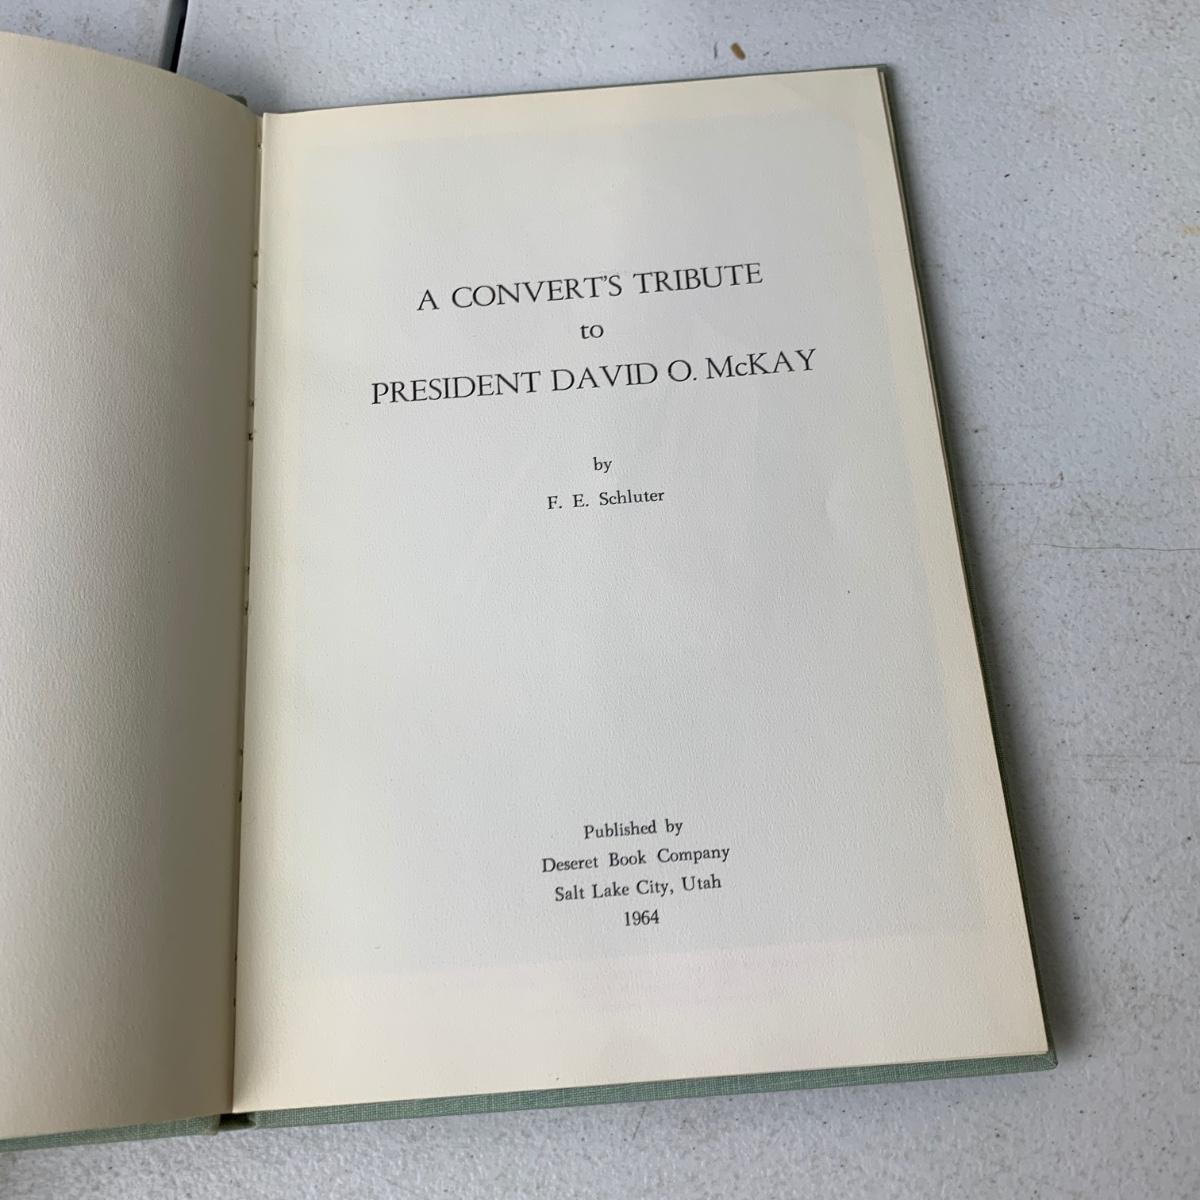 A CONVERT'S TRIBUTE
to
PRESIDENT DAVID O. McKAY
by
F. E. Schluter
Published by
Deseret Book Company
Salt Lake City, Utah
1964